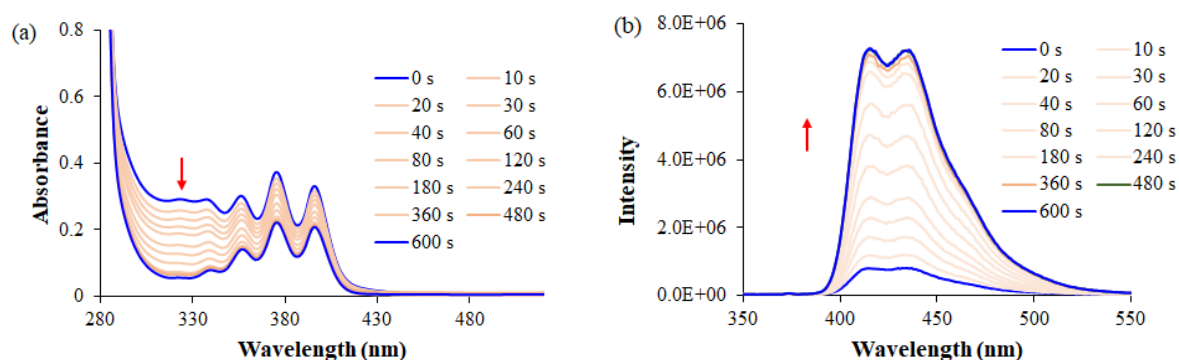 (a)
0.8
0.6
0.4
0.2
0
280 330 380 430 480
Absorbance
Wavelength (nm)
0 s 10 s
20 s 30 s
40 s 60 s
80 s 120 s
180 s 240 s
360 s 480 s
600 s
(b)
8.0E+06
6.0E+06
4.0E+06
2.0E+06
0.0E+00
350 400 450 500 550
Intensity
Wavelength (nm)
0 s 10 s
20 s 30 s
40 s 60 s
80 s 120 s
180 s 240 s
360 s 480 s
600 s